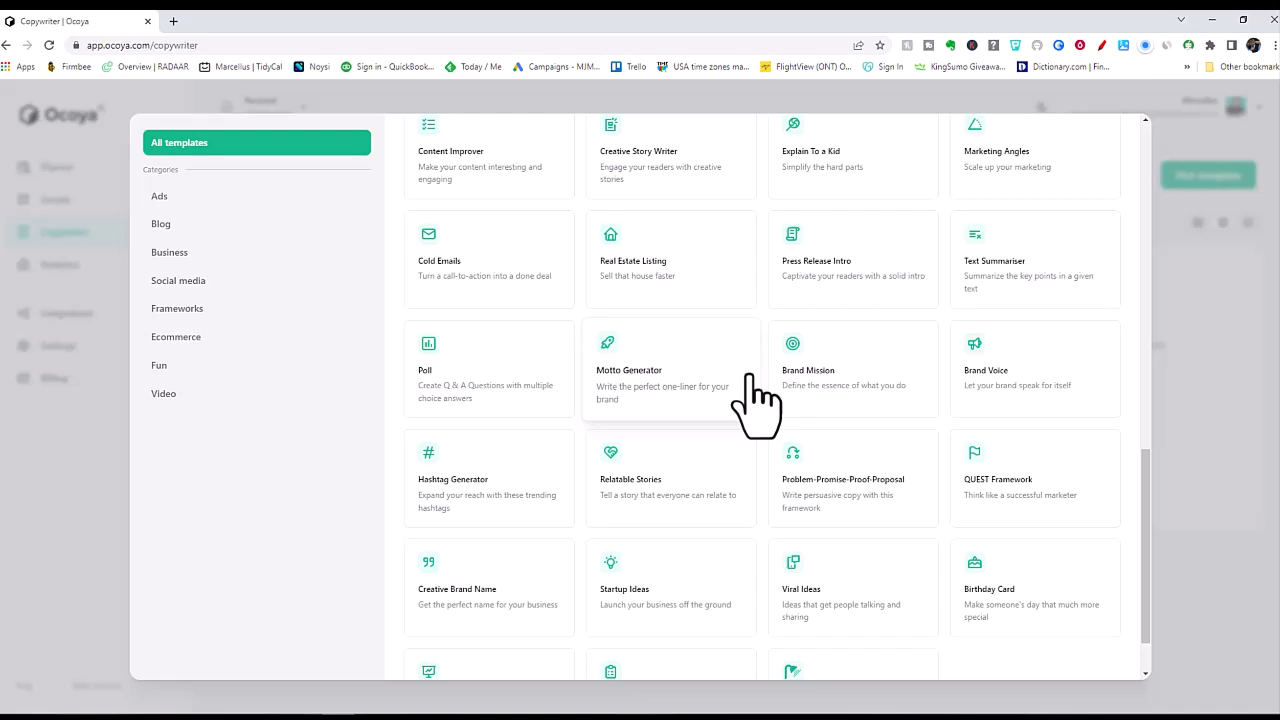 Copywriter | Ocoya
app.ocoya.com/copywriter
Apps
Firmbee
Overview | RADAAR
Marcellus | TidyCal
Noysi
Sign in - QuickBook...
Today / Me
Campaigns – MJM...
Trello
USA time zones ma...
FlightView (ONT) O...
Sign In
KingSumo Giveawa...
Dictionary.com | Fin...
»
Other bookmark
Ocoya
All templates
Categories
Ads
Blog
Business
Social media
Frameworks
Ecommerce
Fun
Video
Content Improver
Make your content interesting and
engaging
Creative Story Writer
Engage your readers with creative
stories
Explain To a Kid
Simplify the hard parts
Marketing Angles
Scale up your marketing
Cold Emails
Turn a call-to-action into a done deal
Real Estate Listing
Sell that house faster
Press Release Intro
Captivate your readers with a solid intro
Text Summariser
Summarize the key points in a given
text
Poll
Create Q & A Questions with multiple
choice answers
Motto Generator
Write the perfect one-liner for your
brand
Brand Mission
Define the essence of what you do
Brand Voice
Let your brand speak for itself
Hashtag Generator
Expand your reach with these trending
hashtags
Relatable Stories
Tell a story that everyone can relate to
Problem-Promise-Proof-Proposal
Write persuasive copy with this
framework
QUEST Framework
Think like a successful marketer
Creative Brand Name
Get the perfect name for your business
Startup Ideas
Launch your business off the ground
Viral Ideas
Ideas that get people talking and
sharing
Birthday Card
Make someone's day that much more
special